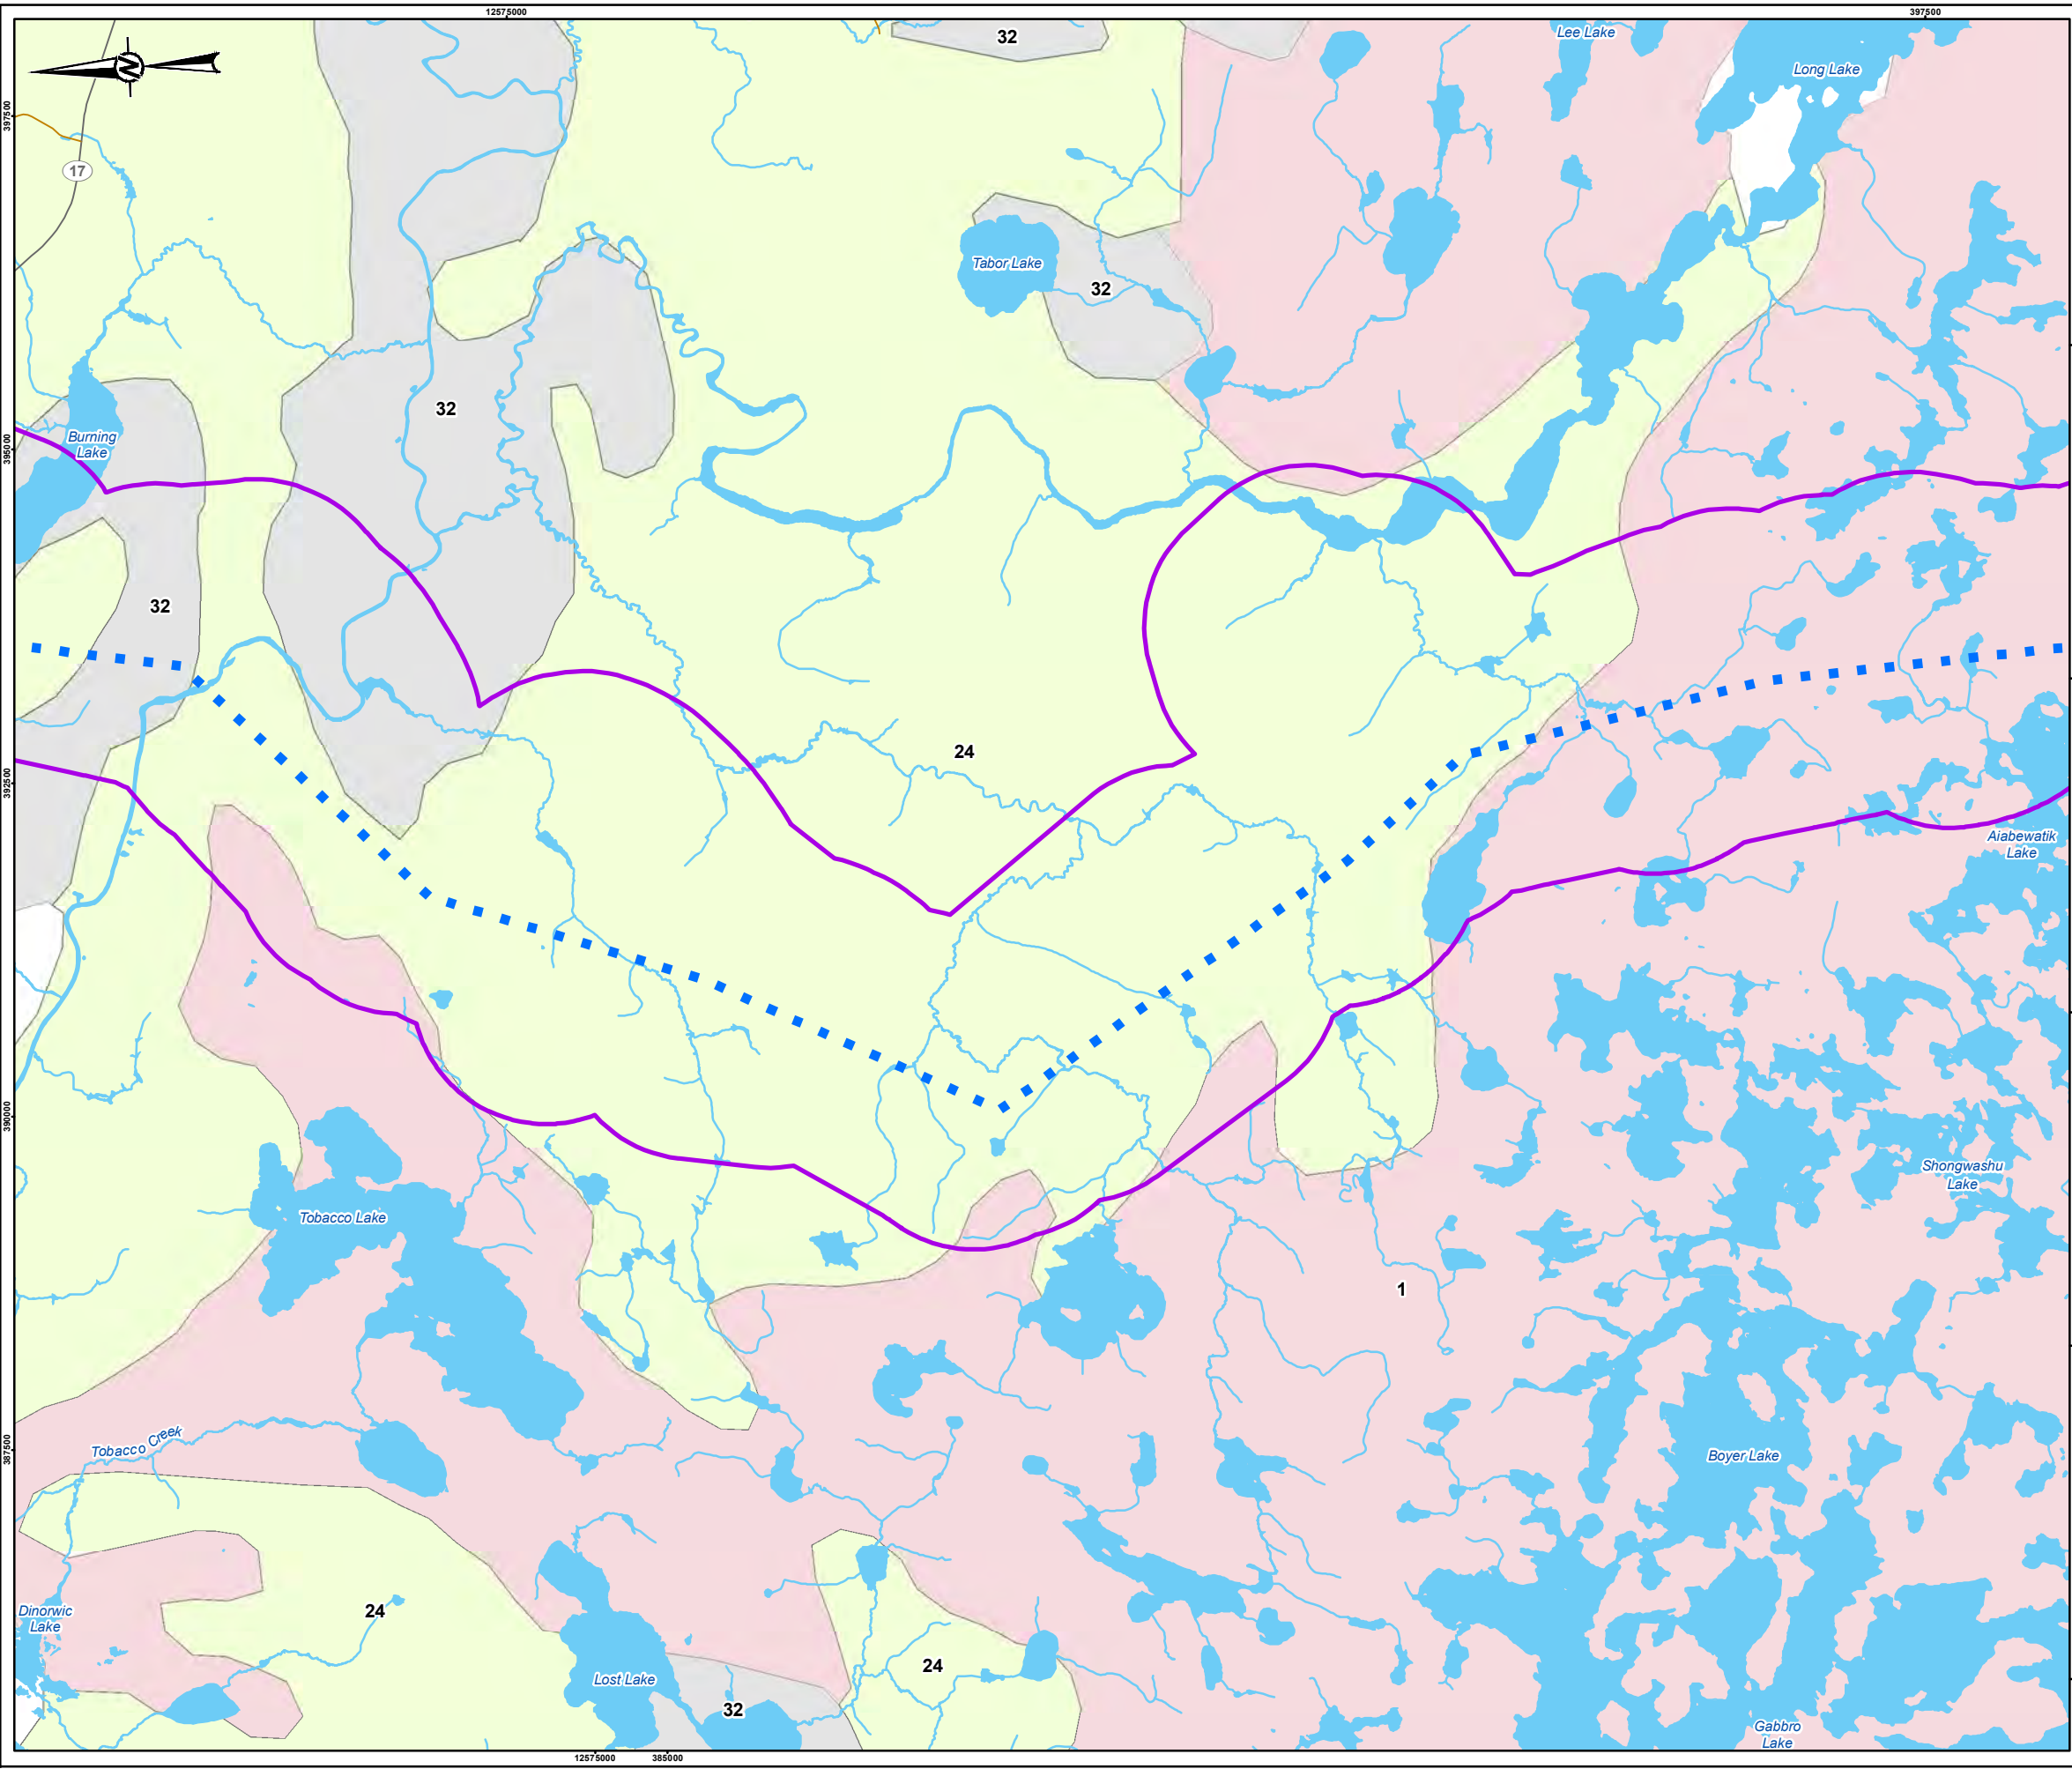 12575000
397500
32
Lee Lake
Long Lake
N
397500
17
Tabor Lake
32
32
Burning
Lake
395000
32
24
392500
Aiabewatik
Lake
390000
Shongwashu
Lake
Tobacco Lake
1
387500
Tobacco Creek
Boyer Lake
24
Dinorwic
Lake
24
Lost Lake
32
Gabbro
Lake
12575000
385000